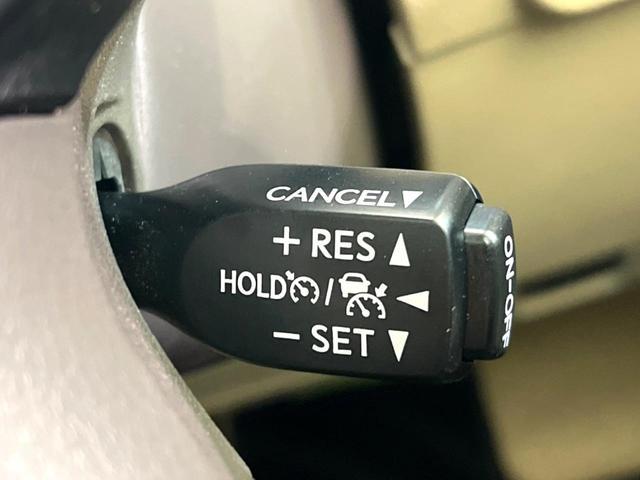 CANCEL▼
+ RES ▲
HOLD / ◀
− SET ▼
ON-OFF